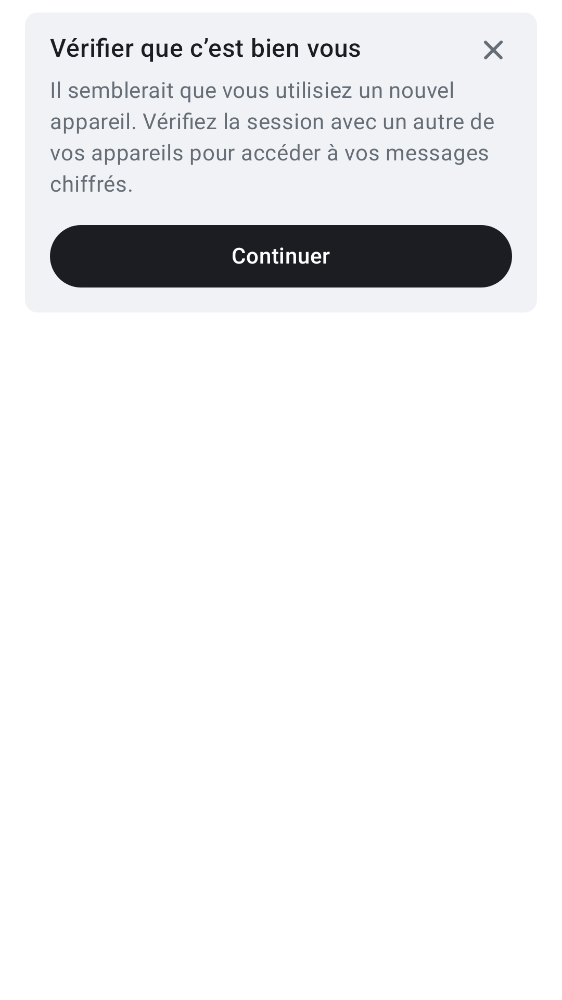 Vérifier que c’est bien vous
Il semblerait que vous utilisiez un nouvel
appareil. Vérifiez la session avec un autre de
vos appareils pour accéder à vos messages
chiffrés.
Continuer